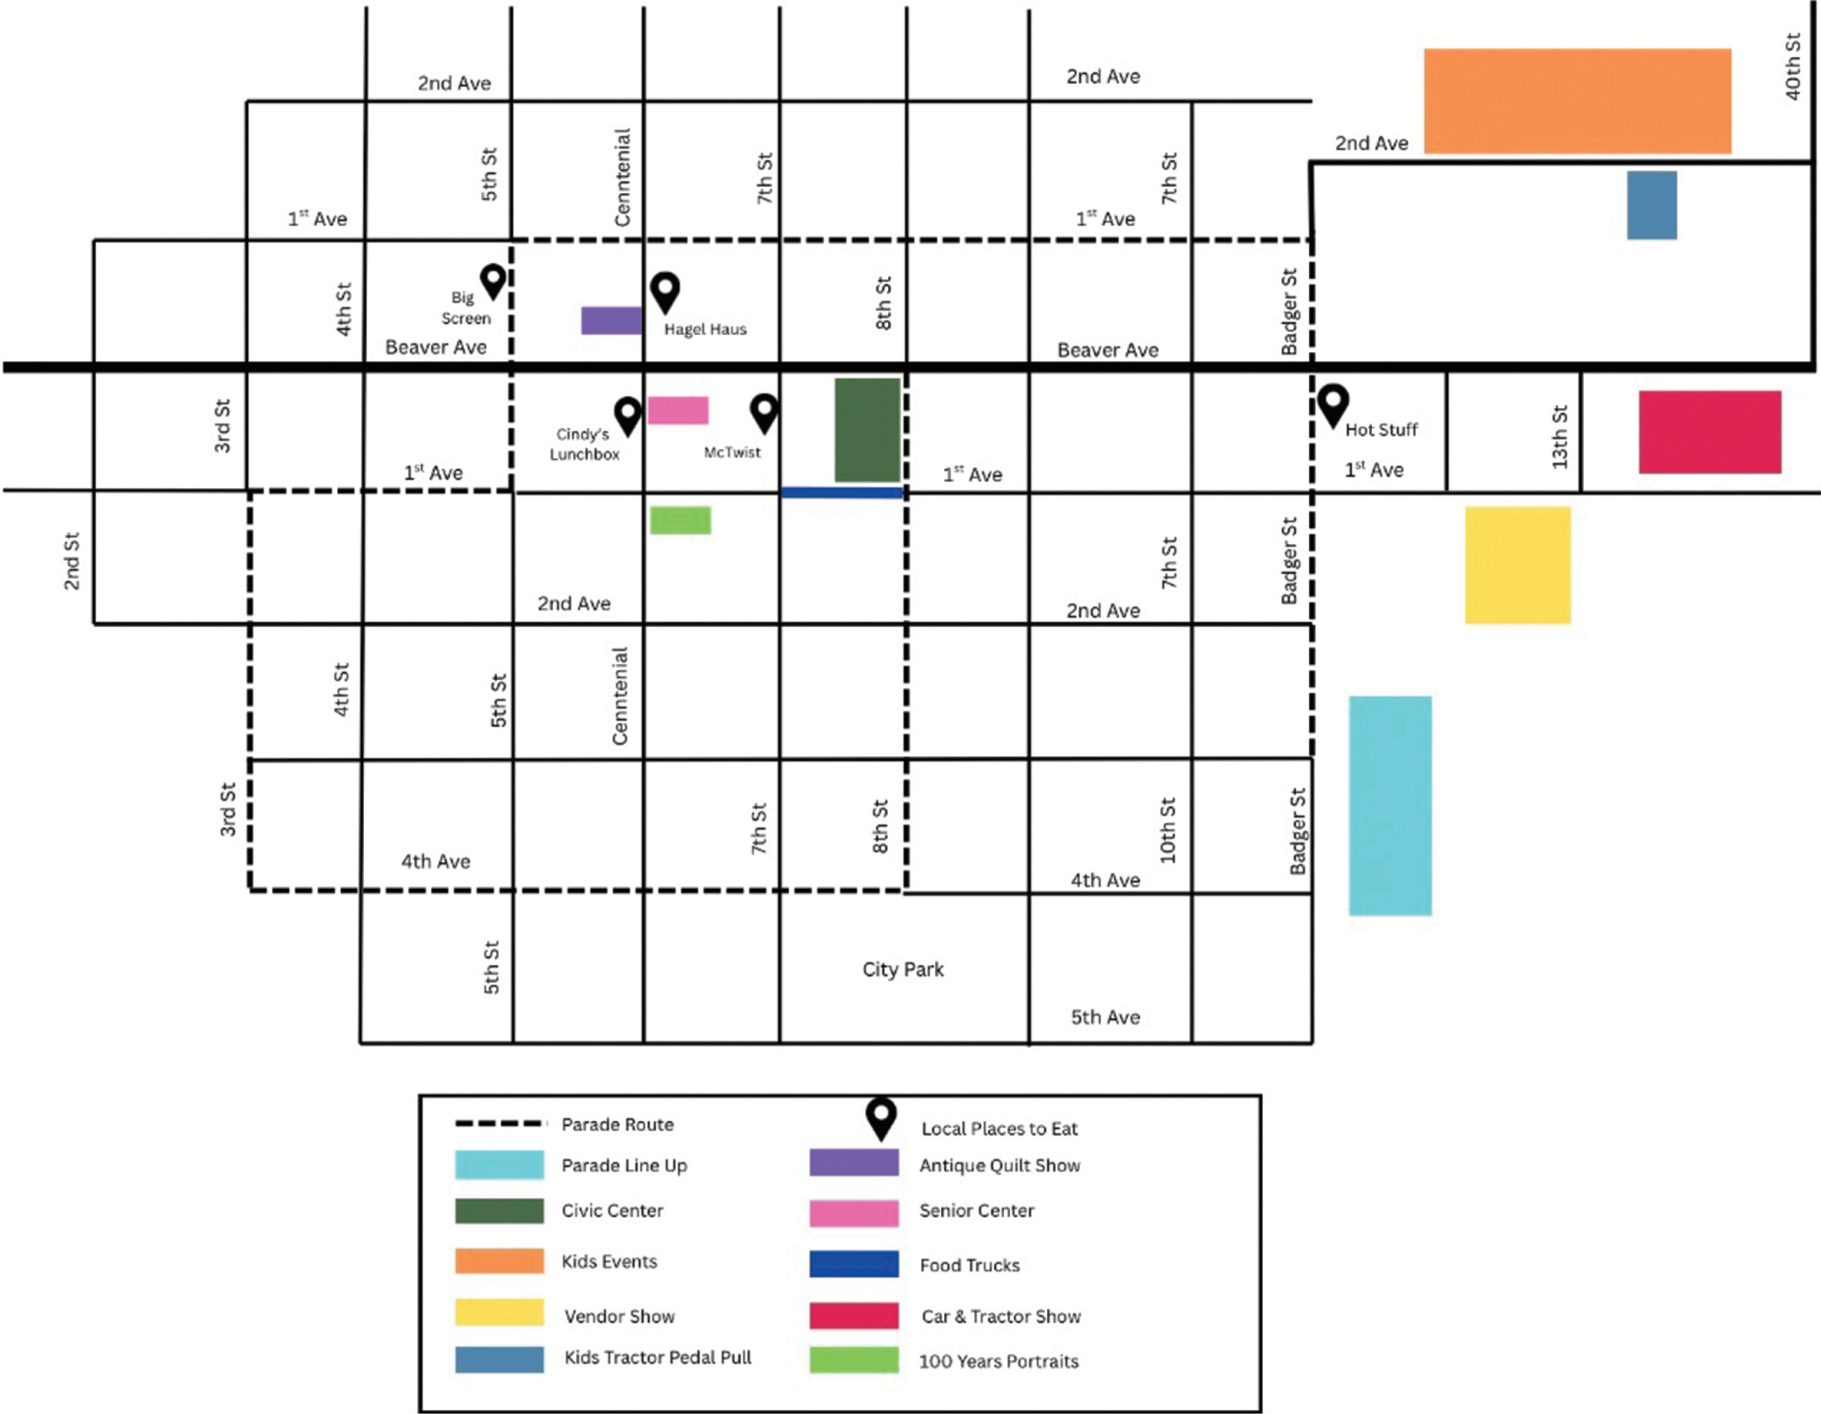 40th St
2nd Ave
2nd Ave
2nd Ave
5th St
Cenntenial
7th St
7th St
1st Ave
1st Ave
4th St
Big
Screen
Hagel Haus
8th St
Badger St
Beaver Ave
Beaver Ave
3rd St
Cindy's
Lunchbox
McTwist
Hot Stuff
13th St
1st Ave
1st Ave
1st Ave
2nd St
7th St
Badger St
2nd Ave
2nd Ave
4th St
5th St
Cenntenial
3rd St
7th St
8th St
10th St
Badger St
4th Ave
4th Ave
5th St
City Park
5th Ave
Parade Route
Local Places to Eat
Parade Line Up
Antique Quilt Show
Civic Center
Senior Center
Kids Events
Food Trucks
Vendor Show
Car & Tractor Show
Kids Tractor Pedal Pull
100 Years Portraits